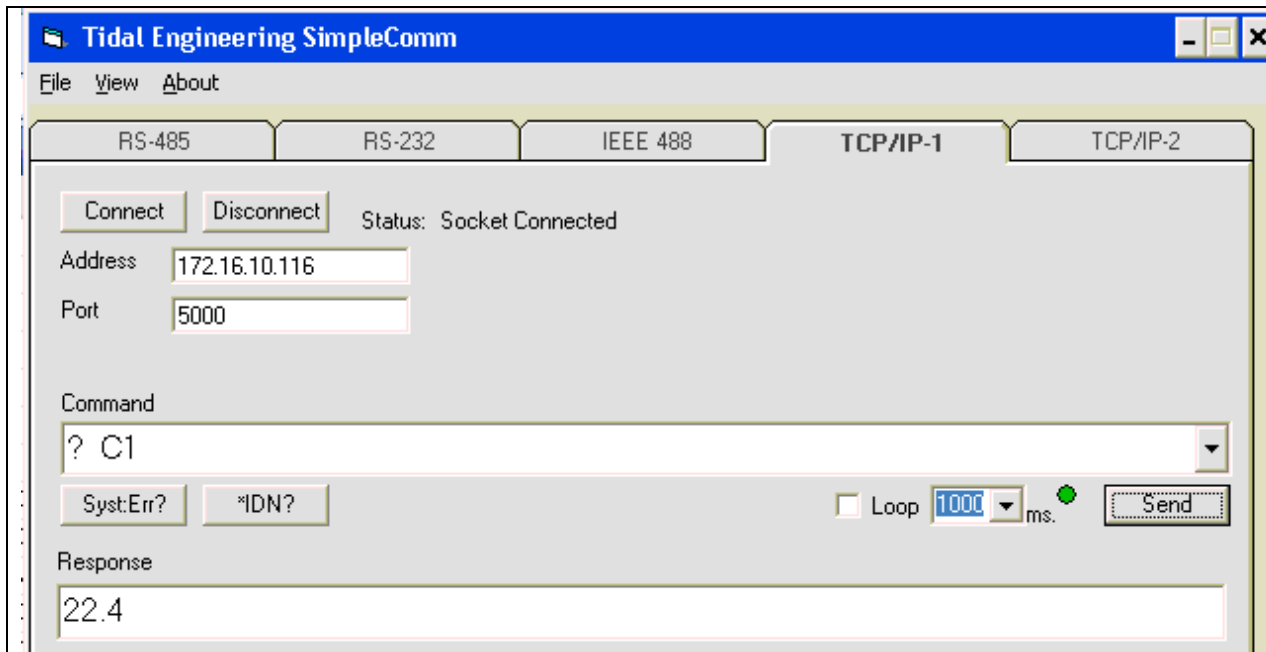 Tidal Engineering SimpleComm
File View About
RS-485 RS-232 IEEE 488 TCP/IP-1 TCP/IP-2
Connect Disconnect Status: Socket Connected
Address 172.16.10.116
Port 5000
Command
? C1
Syst:Err? *IDN? Loop 1000 ms. Send
Response
22.4